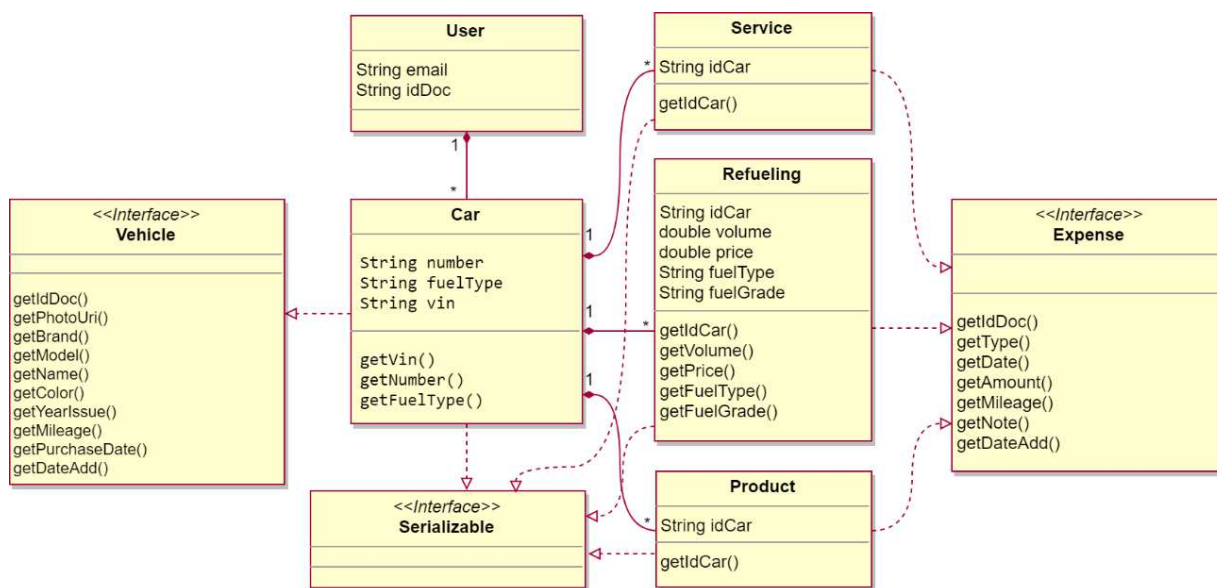 User
String email
String idDoc
1
*
Service
String idCar
getIdCar()
*
<<Interface>>
Vehicle
getIdDoc()
getPhotoUri()
getBrand()
getModel()
getName()
getColor()
getYearIssue()
getMileage()
getPurchaseDate()
getDateAdd()
Car
String number
String fuelType
String vin
getVin()
getNumber()
getFuelType()
1
1
1
Refueling
String idCar
double volume
double price
String fuelType
String fuelGrade
getIdCar()
getVolume()
getPrice()
getFuelType()
getFuelGrade()
*
<<Interface>>
Expense
getIdDoc()
getType()
getDate()
getAmount()
getMileage()
getNote()
getDateAdd()
<<Interface>>
Serializable
Product
String idCar
getIdCar()
*